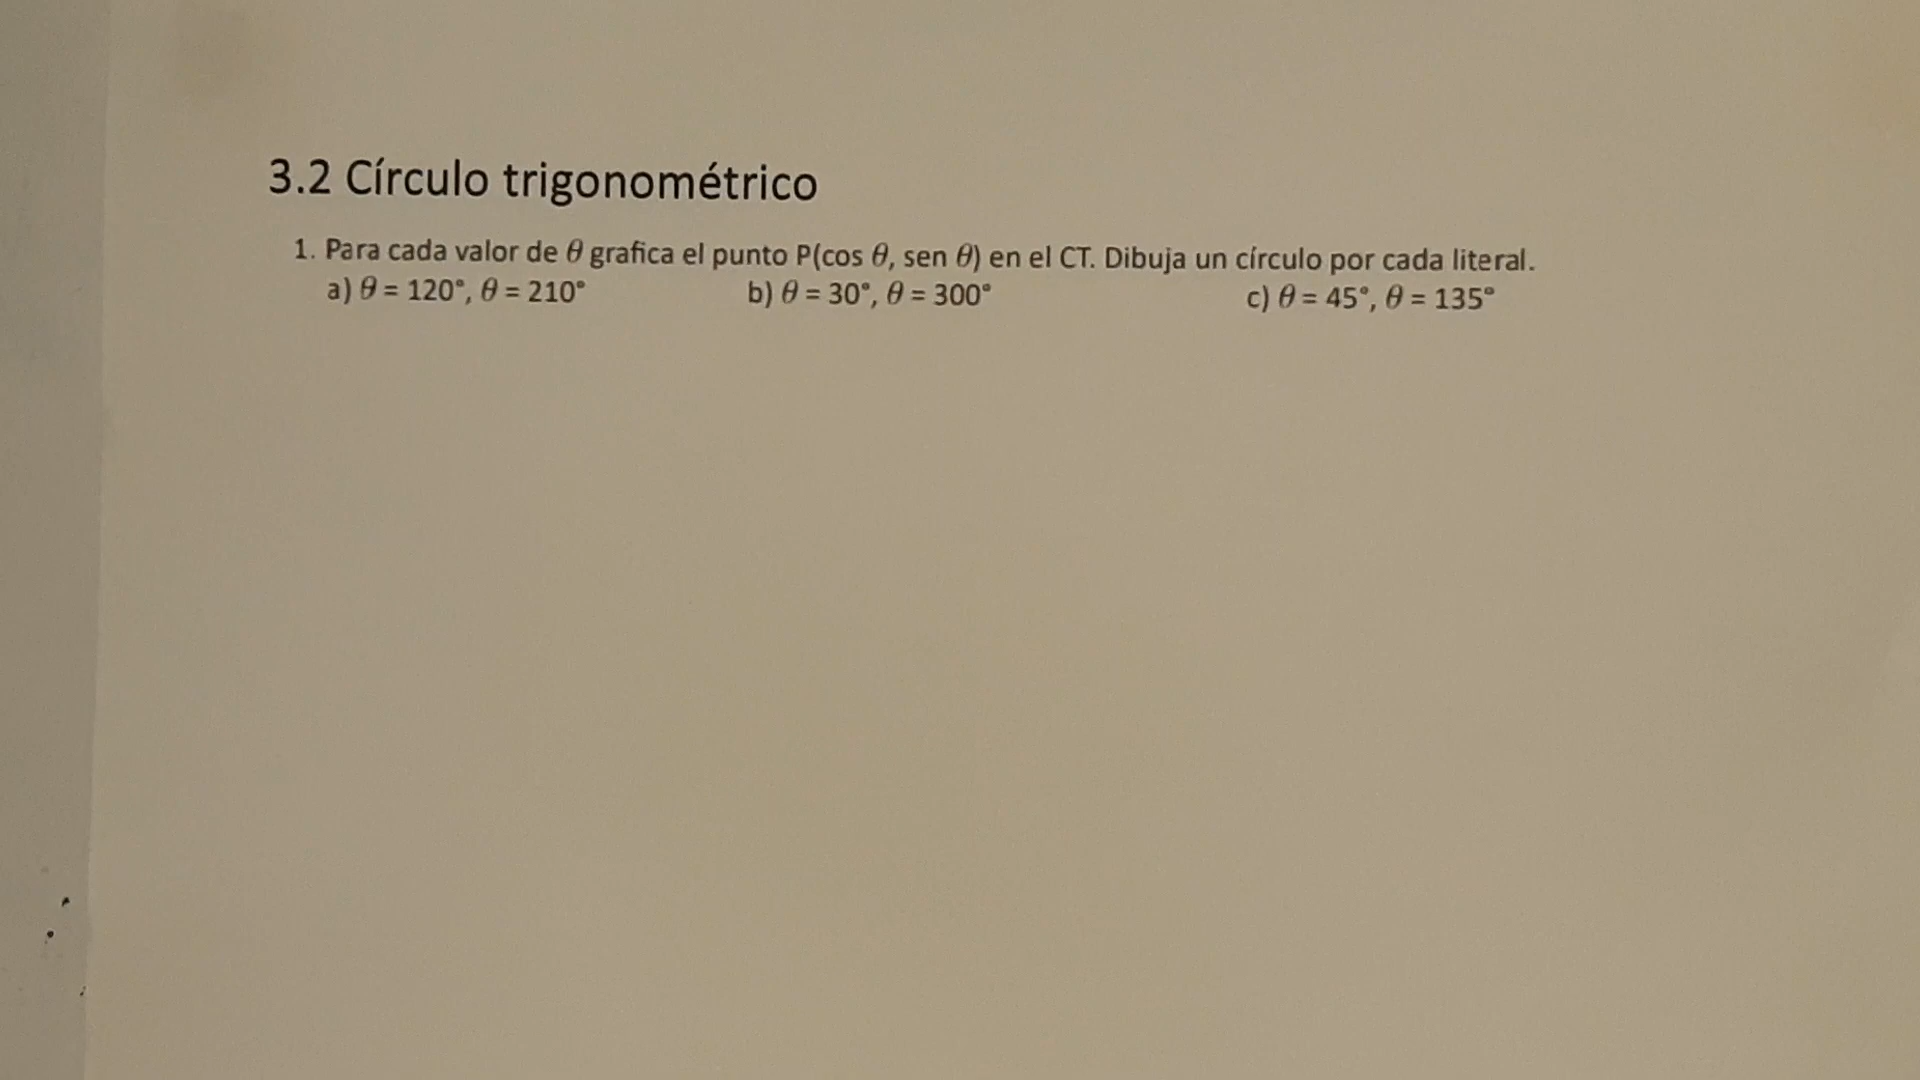 3.2 Círculo trigonométrico
1. Para cada valor de θ grafica el punto P(cos θ, sen θ) en el CT. Dibuja un círculo por cada literal.
a) θ = 120°, θ = 210° b) θ = 30°, θ = 300° c) θ = 45°, θ = 135°